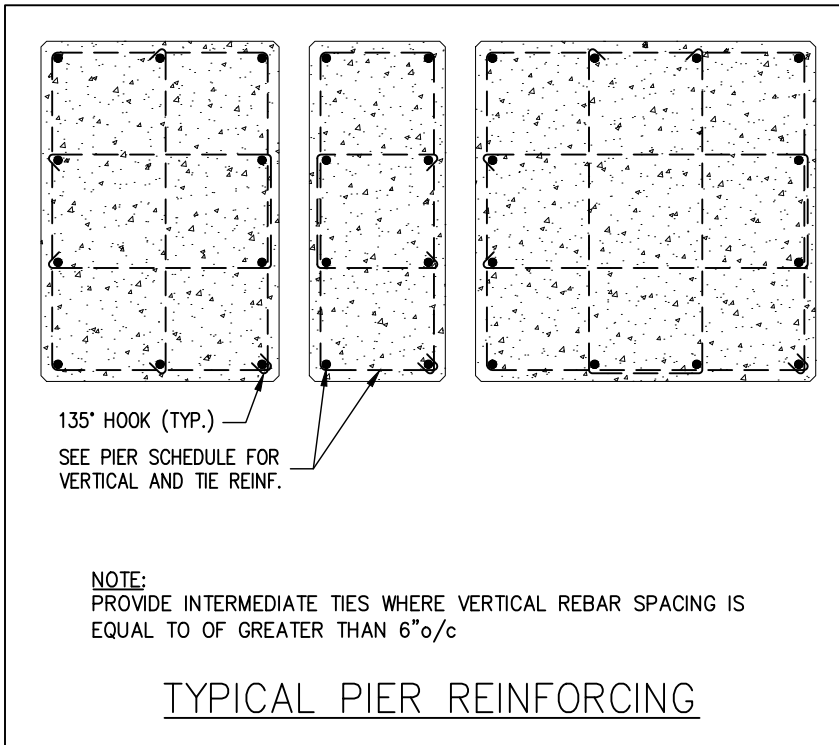 135° HOOK (TYP.)
SEE PIER SCHEDULE FOR
VERTICAL AND TIE REINF.
NOTE:
PROVIDE INTERMEDIATE TIES WHERE VERTICAL REBAR SPACING IS
EQUAL TO OF GREATER THAN 6"o/c
TYPICAL PIER REINFORCING